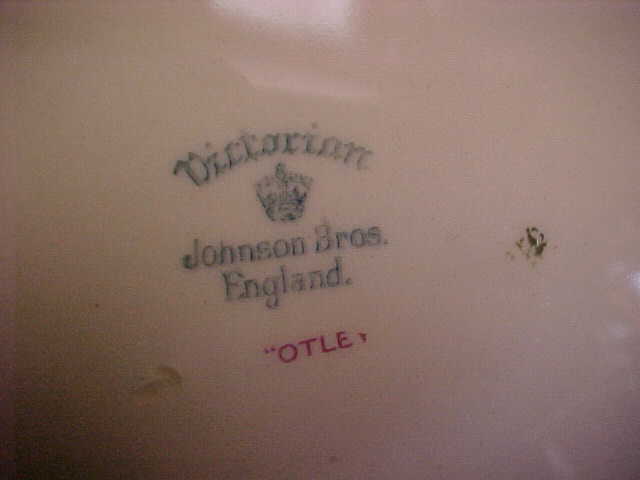 Victorian
Johnson Bros.
England.
"OTLEY